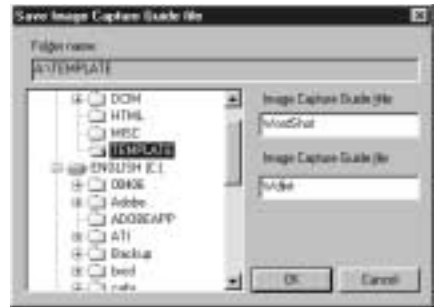 Save Image Capture Guide file
Folder name
A:\TEMPLATE
DCIM
HTML
MISC
TEMPLATE
ENGLISH (C:)
Adobe
ADOBEAPP
ATI
Backup
Image Capture Guide title
Image Capture Guide file
OK
Cancel